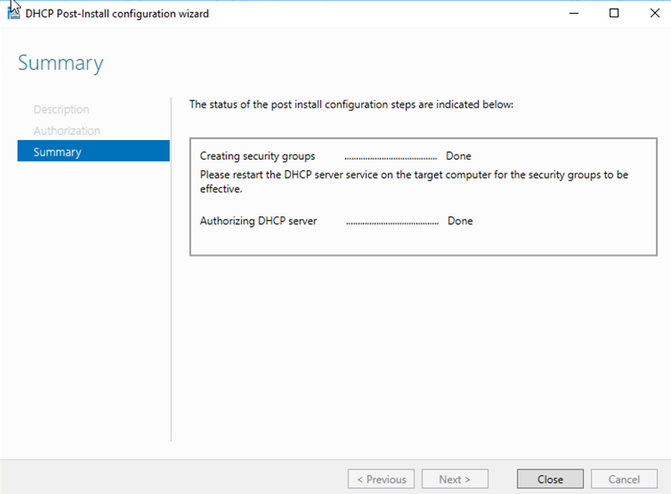 DHCP Post-Install configuration wizard
Summary
Description
Authorization
Summary
The status of the post install configuration steps are indicated below:
Creating security groups ........................................ Done
Please restart the DHCP server service on the target computer for the security groups to be
effective.
Authorizing DHCP server ........................................ Done
< Previous
Next >
Close
Cancel